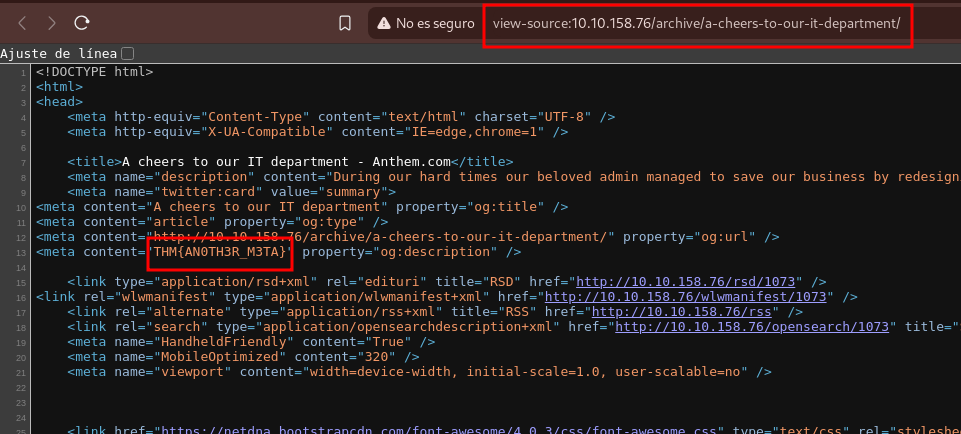 No es seguro view-source:10.10.158.76/archive/a-cheers-to-our-it-department/
Ajuste de línea
1 <!DOCTYPE html>
2 <html>
3 <head>
4 <meta http-equiv="Content-Type" content="text/html" charset="UTF-8" />
5 <meta http-equiv="X-UA-Compatible" content="IE=edge,chrome=1" />
6
7 <title>A cheers to our IT department - Anthem.com</title>
8 <meta name="description" content="During our hard times our beloved admin managed to save our business by redesign
9 <meta name="twitter:card" value="summary">
10 <meta content="A cheers to our IT department" property="og:title" />
11 <meta content="article" property="og:type" />
12 <meta content="http://10.10.158.76/archive/a-cheers-to-our-it-department/" property="og:url" />
13 <meta content="THM{AN0TH3R_M3TA}" property="og:description" />
14
15 <link type="application/rsd+xml" rel="edituri" title="RSD" href="http://10.10.158.76/rsd/1073" />
16 <link rel="wlwmanifest" type="application/wlwmanifest+xml" href="http://10.10.158.76/wlwmanifest/1073" />
17 <link rel="alternate" type="application/rss+xml" title="RSS" href="http://10.10.158.76/rss" />
18 <link rel="search" type="application/opensearchdescription+xml" href="http://10.10.158.76/opensearch/1073" title="
19 <meta name="HandheldFriendly" content="True" />
20 <meta name="MobileOptimized" content="320" />
21 <meta name="viewport" content="width=device-width, initial-scale=1.0, user-scalable=no" />
22
23
24
25 <link href="https://netdna.bootstrapcdn.com/font-awesome/4.0.3/css/font-awesome.css" type="text/css" rel="styleshe